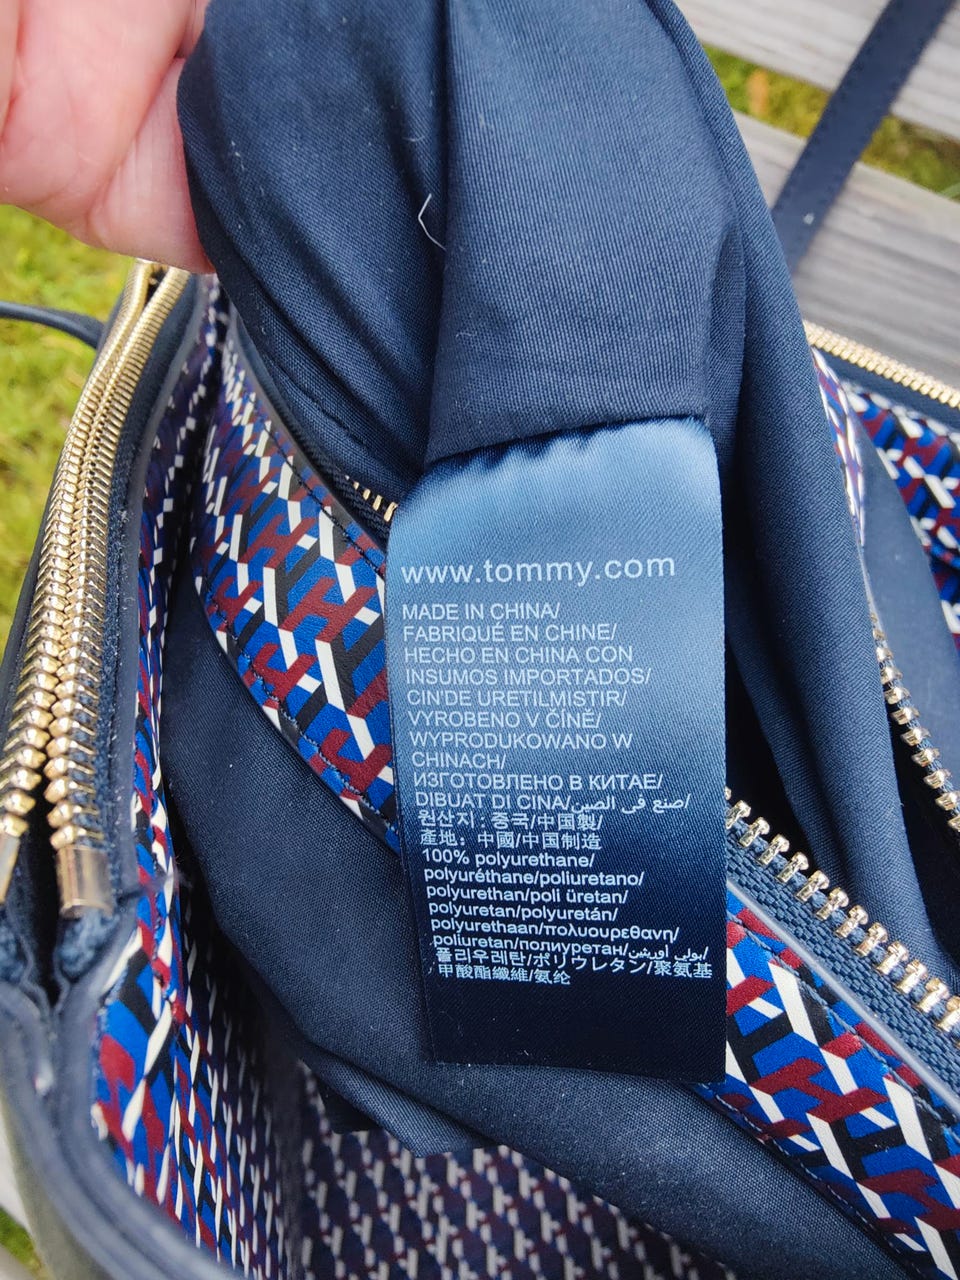 www.tommy.com
MADE IN CHINA/
FABRIQUÉ EN CHINE/
HECHO EN CHINA CON
INSUMOS IMPORTADOS/
CIN'DE URETILMISTIR/
VYROBENO V ČÍNĚ/
WYPRODUKOWANO W
CHINACH/
ИЗГОТОВЛЕНО В КИТАЕ/
DIBUAT DI CINA/صنع في الصين/
원산지 : 중국/中国製/
產地：中國/中国制造
100% polyurethane/
polyuréthane/poliuretano/
polyurethan/poli üretan/
polyuretan/polyuretán/
polyurethaan/πολυουρεθανη/
poliuretan/полиуретан/بولي أوريثين/
폴리우레탄/ポリウレタン/聚氨基
甲酸酯纖維/氨纶